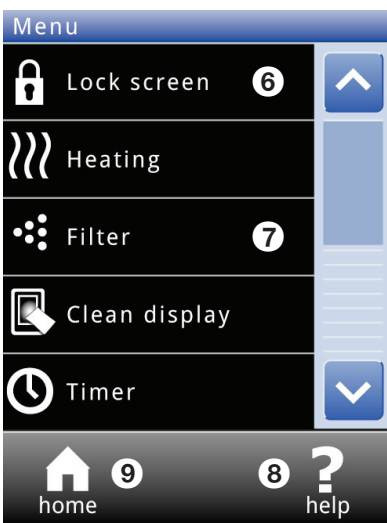 Menu
Lock screen 6
Heating
Filter 7
Clean display
Timer
9 8 ?
home help